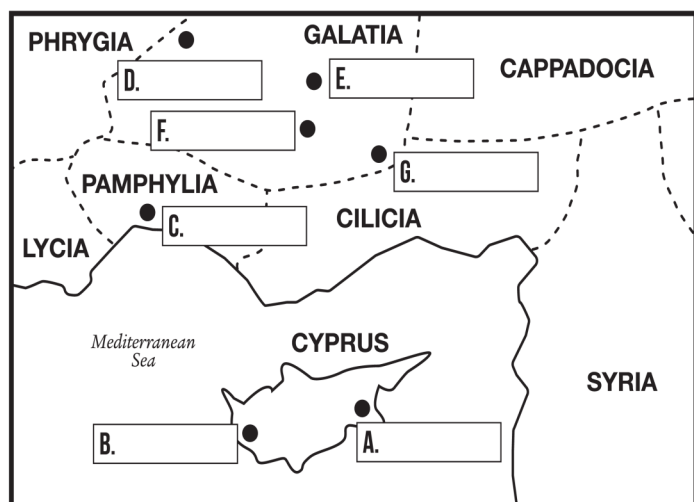 PHRYGIA
GALATIA
CAPPADOCIA
D.
E.
F.
G.
PAMPHYLIA
C.
CILICIA
LYCIA
Mediterranean
Sea
CYPRUS
SYRIA
B.
A.